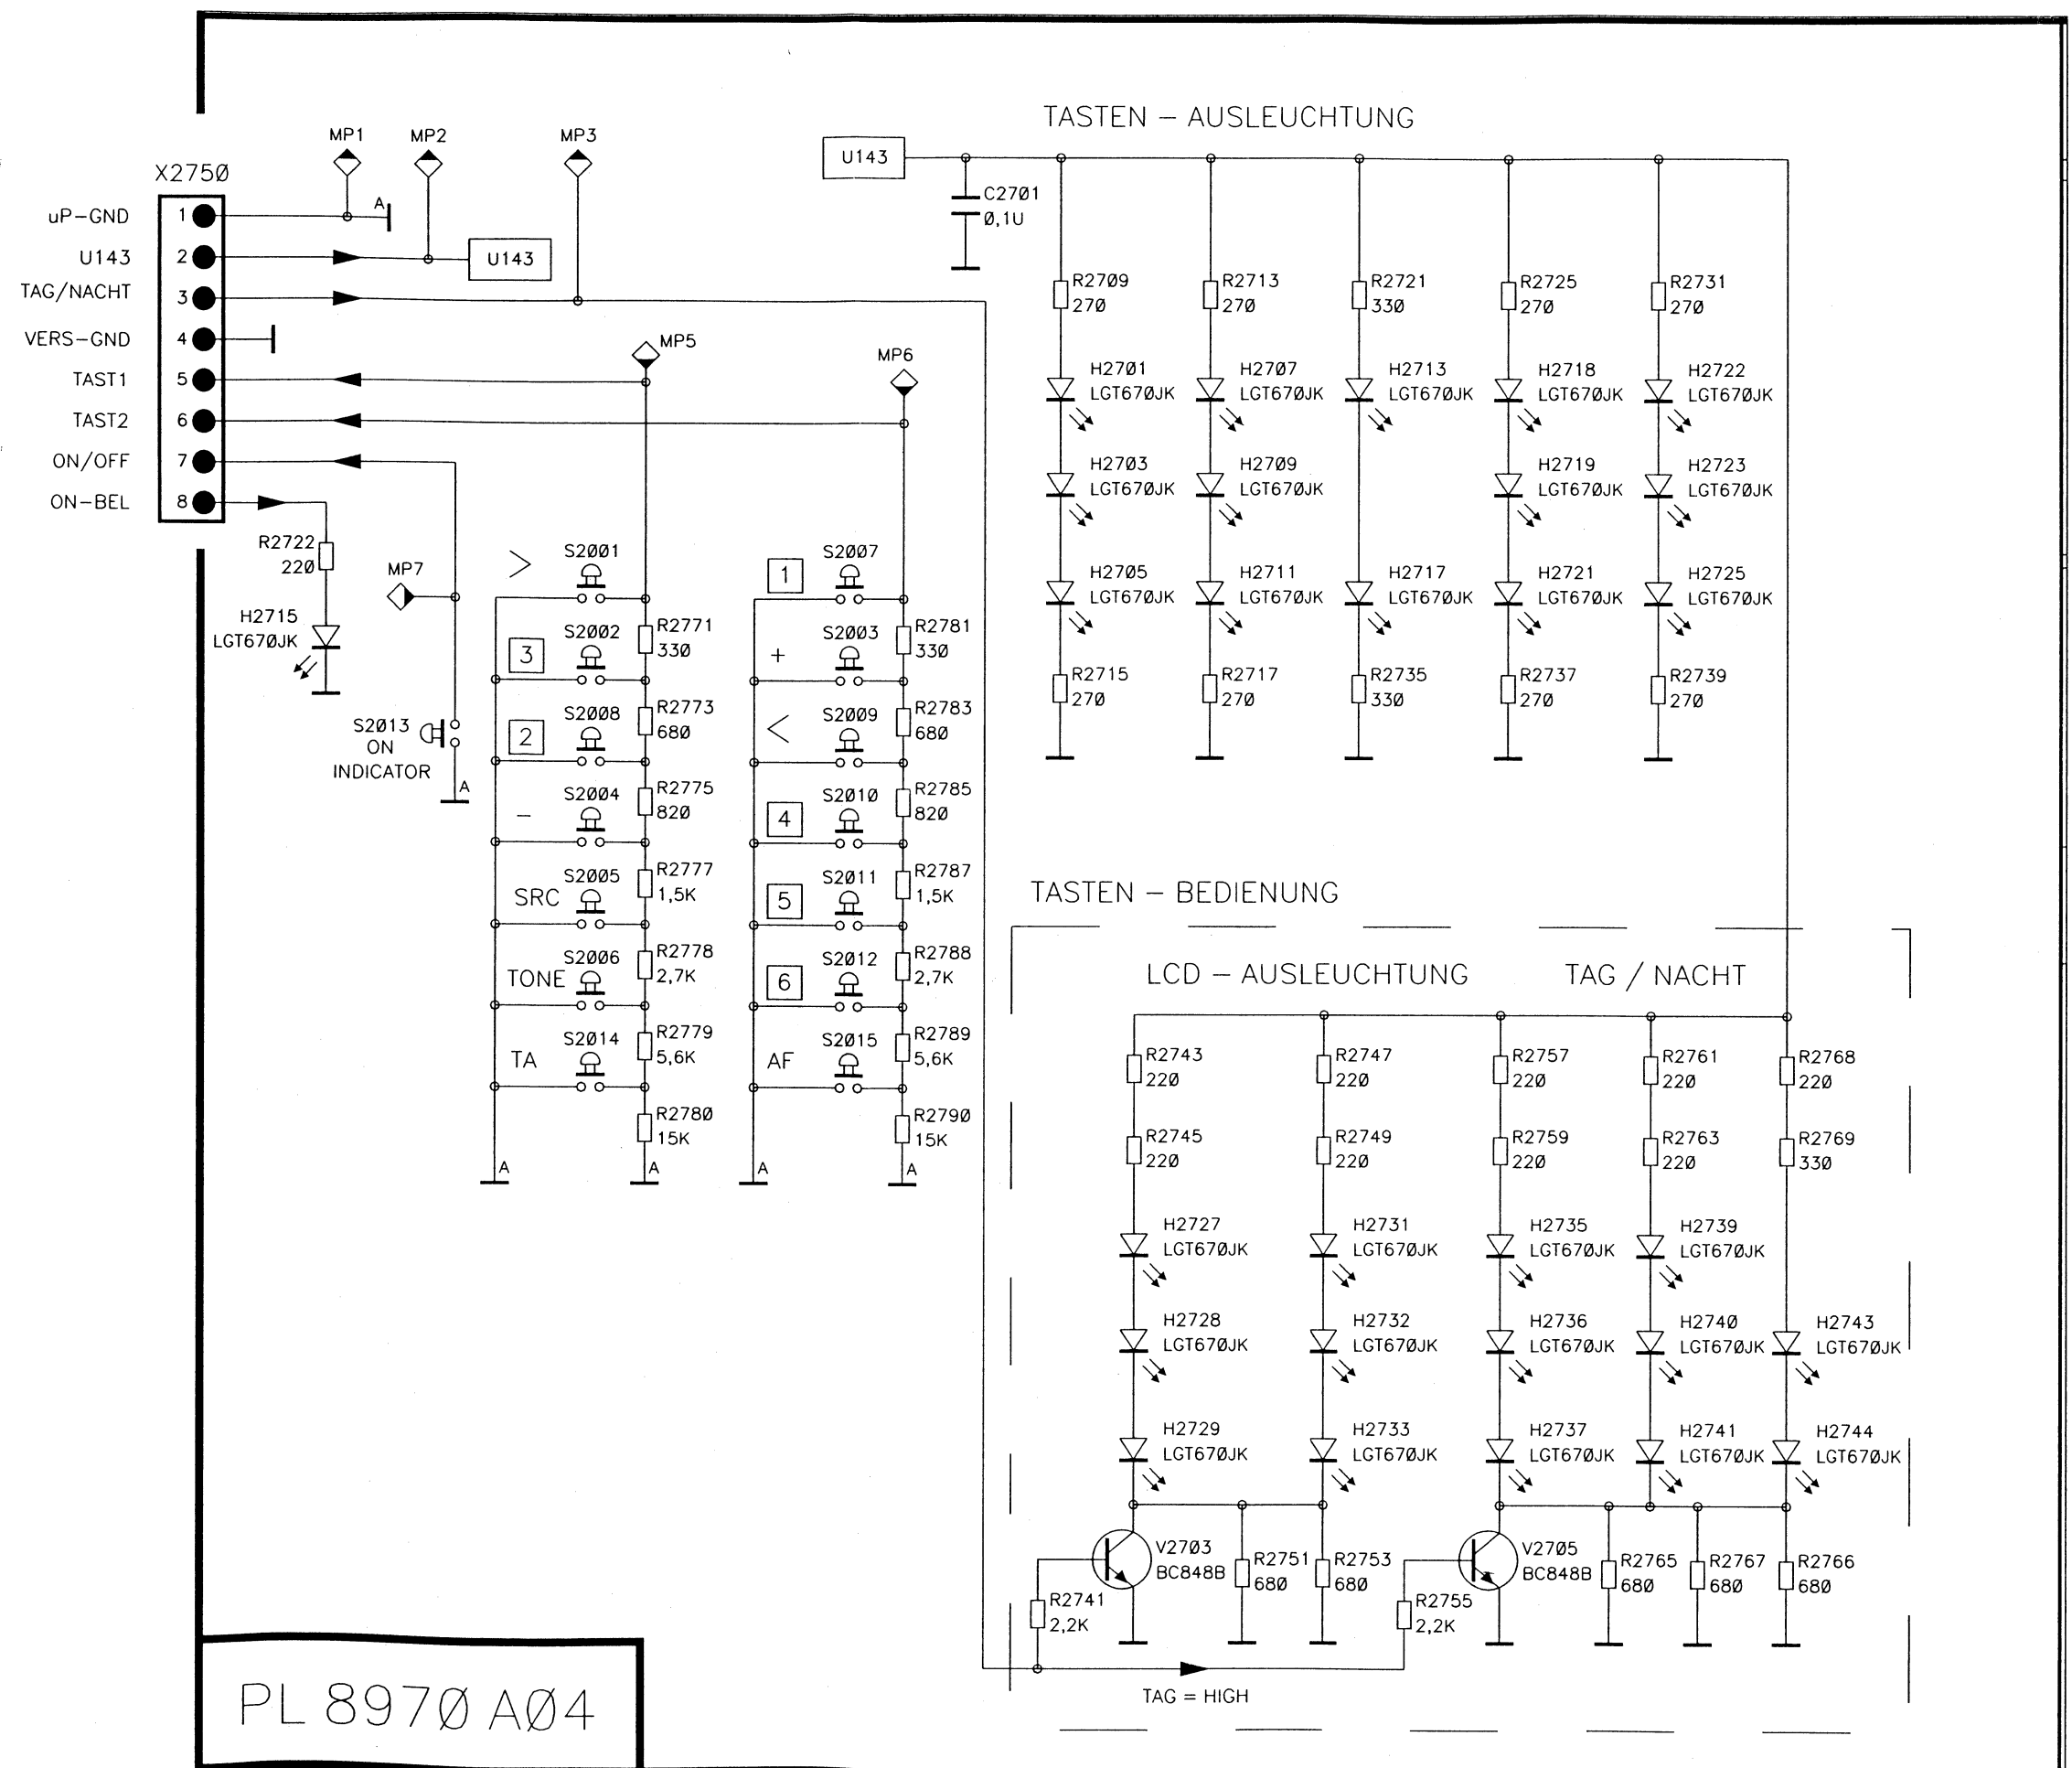 TASTEN – AUSLEUCHTUNG
MP1
MP2
MP3
U143
X275Ø
C27Ø1
Ø,1U
uP-GND
1
A
U143
2
U143
TAG/NACHT
3
VERS-GND
4
TAST1
5
TAST2
6
ON/OFF
7
ON-BEL
8
MP5
MP6
R27Ø9
27Ø
R2713
27Ø
R2721
33Ø
R2725
27Ø
R2731
27Ø
H27Ø1
LGT67ØJK
H27Ø7
LGT67ØJK
H2713
LGT67ØJK
H2718
LGT67ØJK
H2722
LGT67ØJK
H27Ø3
LGT67ØJK
H27Ø9
LGT67ØJK
H2719
LGT67ØJK
H2723
LGT67ØJK
H27Ø5
LGT67ØJK
H2711
LGT67ØJK
H2717
LGT67ØJK
H2721
LGT67ØJK
H2725
LGT67ØJK
R2715
27Ø
R2717
27Ø
R2735
33Ø
R2737
27Ø
R2739
27Ø
R2722
22Ø
MP7
H2715
LGT67ØJK
S2Ø13
ON
INDICATOR
A
>
S2ØØ1
R2771
33Ø
3
S2ØØ2
R2773
68Ø
2
S2ØØ8
R2775
82Ø
–
S2ØØ4
R2777
1,5K
SRC
S2ØØ5
R2778
2,7K
TONE
S2ØØ6
R2779
5,6K
TA
S2Ø14
R278Ø
15K
A
A
1
S2ØØ7
R2781
33Ø
+
S2ØØ3
R2783
68Ø
<
S2ØØ9
R2785
82Ø
4
S2Ø1Ø
R2787
1,5K
5
S2Ø11
R2788
2,7K
6
S2Ø12
R2789
5,6K
AF
S2Ø15
R279Ø
15K
A
A
TASTEN – BEDIENUNG
LCD – AUSLEUCHTUNG TAG / NACHT
R2743
22Ø
R2747
22Ø
R2757
22Ø
R2761
22Ø
R2768
22Ø
R2745
22Ø
R2749
22Ø
R2759
22Ø
R2763
22Ø
R2769
33Ø
H2727
LGT67ØJK
H2731
LGT67ØJK
H2735
LGT67ØJK
H2739
LGT67ØJK
H2728
LGT67ØJK
H2732
LGT67ØJK
H2736
LGT67ØJK
H274Ø
LGT67ØJK
H2743
LGT67ØJK
H2729
LGT67ØJK
H2733
LGT67ØJK
H2737
LGT67ØJK
H2741
LGT67ØJK
H2744
LGT67ØJK
V27Ø3
BC848B
R2751
68Ø
R2753
68Ø
V27Ø5
BC848B
R2765
68Ø
R2767
68Ø
R2766
68Ø
R2741
2,2K
R2755
2,2K
TAG = HIGH
PL 897Ø AØ4